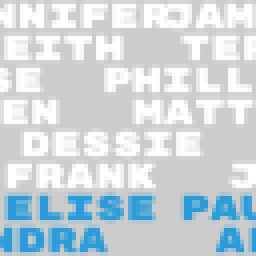 NNIFER JAM
EITH TER
SE PHILL
EN MATT
DESSIE
FRANK J
ELISE PAU
NDRA A